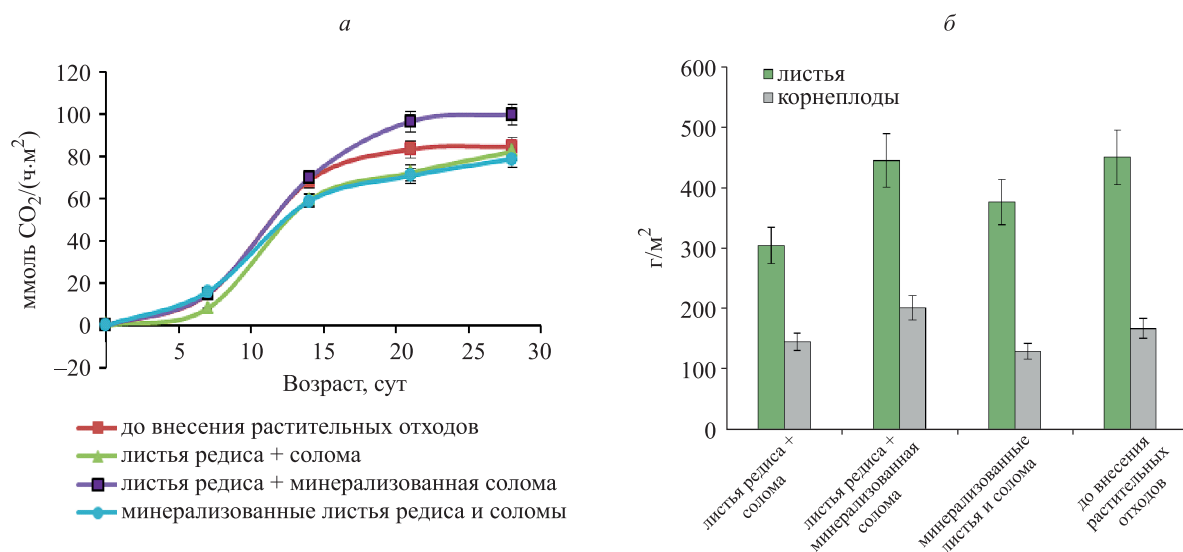 а
120
100
80
60
40
20
0
–20
5
10
15
20
25
30
ммоль CO2/(ч·м2)
Возраст, сут
до внесения растительных отходов
листья редиса + солома
листья редиса + минерализованная солома
минерализованные листья редиса и соломы
б
600
500
400
300
200
100
0
г/м2
листья
корнеплоды
листья редиса +
солома
листья редиса +
минерализованная
солома
минерализованные
листья и солома
до внесения
растительных
отходов